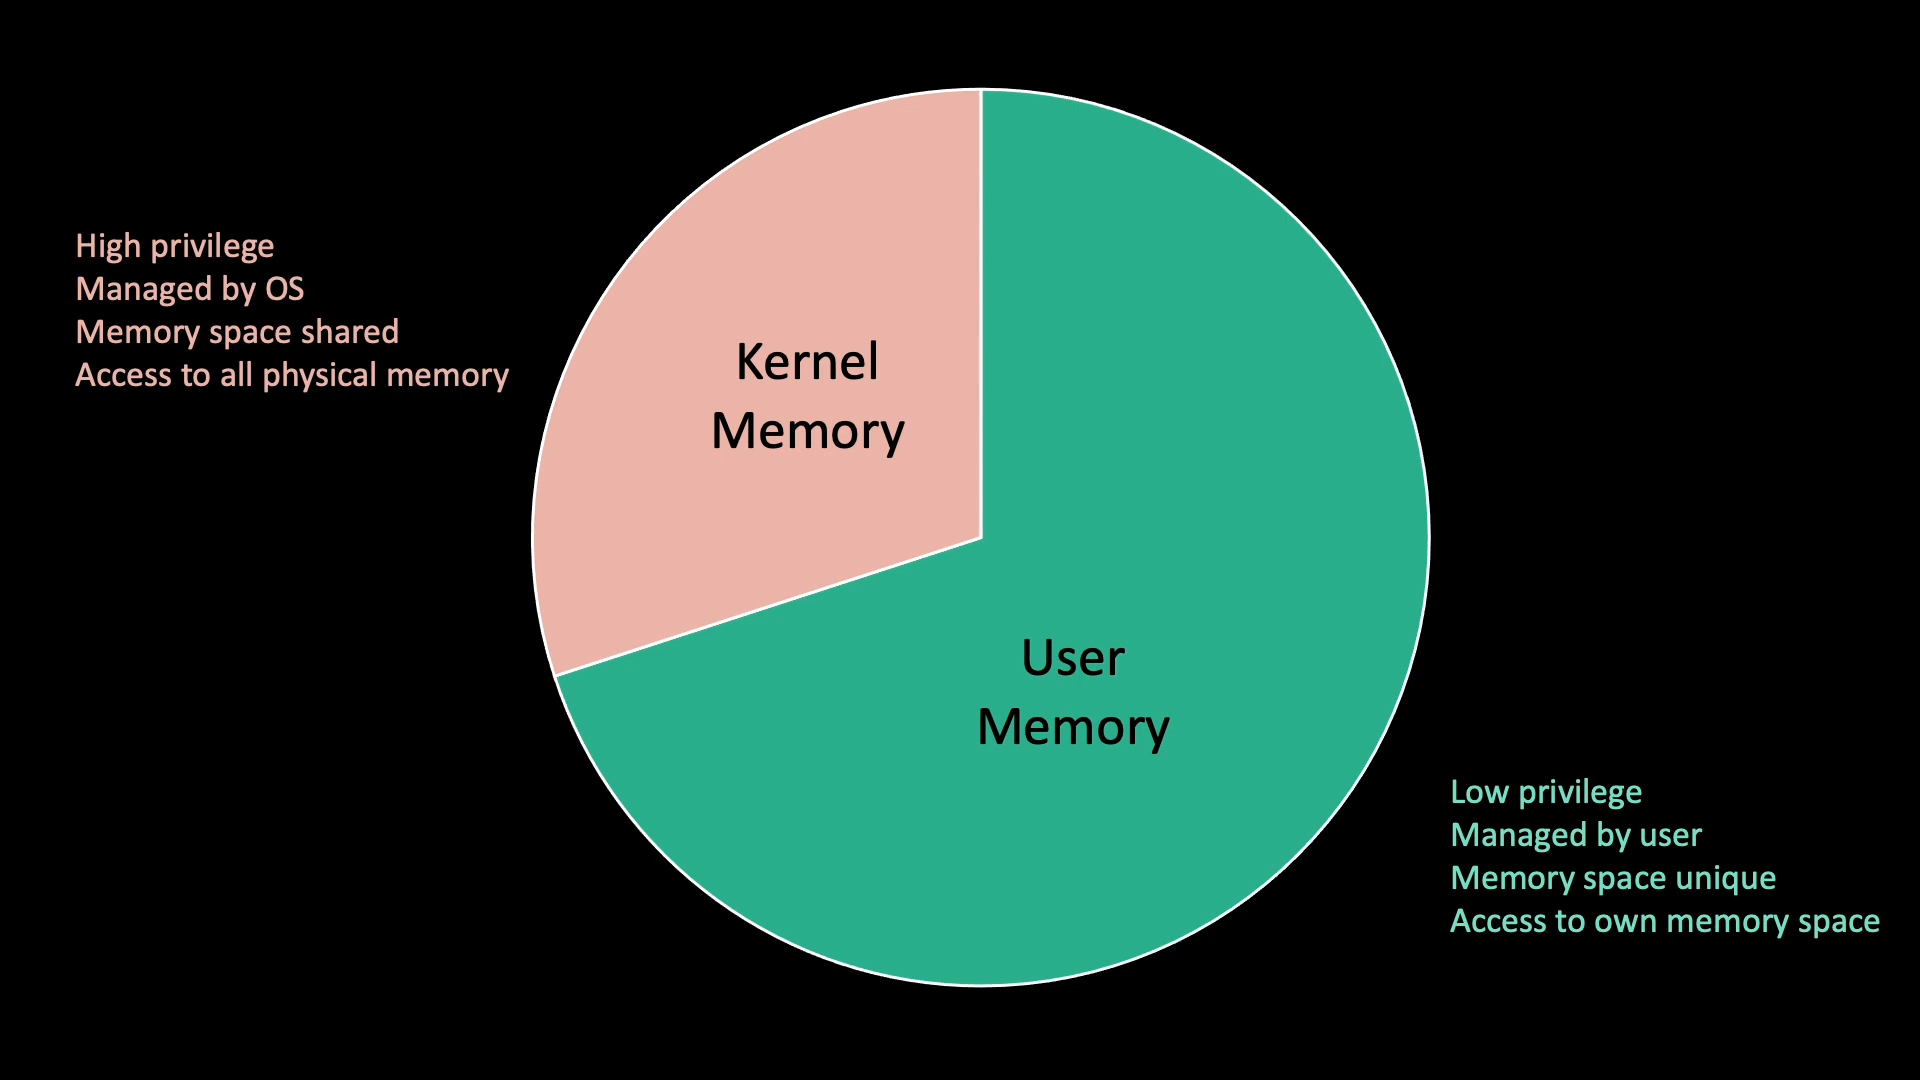 High privilege
Managed by OS
Memory space shared
Access to all physical memory
Kernel
Memory
User
Memory
Low privilege
Managed by user
Memory space unique
Access to own memory space